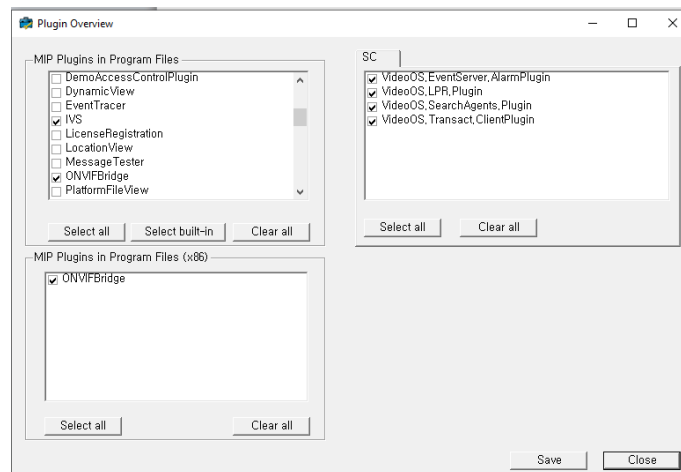 Plugin Overview
MIP Plugins in Program Files
DemoAccessControlPlugin
DynamicView
EventTracer
IVS
LicenseRegistration
LocationView
MessageTester
ONVIFBridge
PlatformFileView
Select all
Select built-in
Clear all
MIP Plugins in Program Files (x86)
ONVIFBridge
Select all
Clear all
SC
VideoOS,EventServer,AlarmPlugin
VideoOS,LPR,Plugin
VideoOS,SearchAgents,Plugin
VideoOS,Transact,ClientPlugin
Select all
Clear all
Save
Close